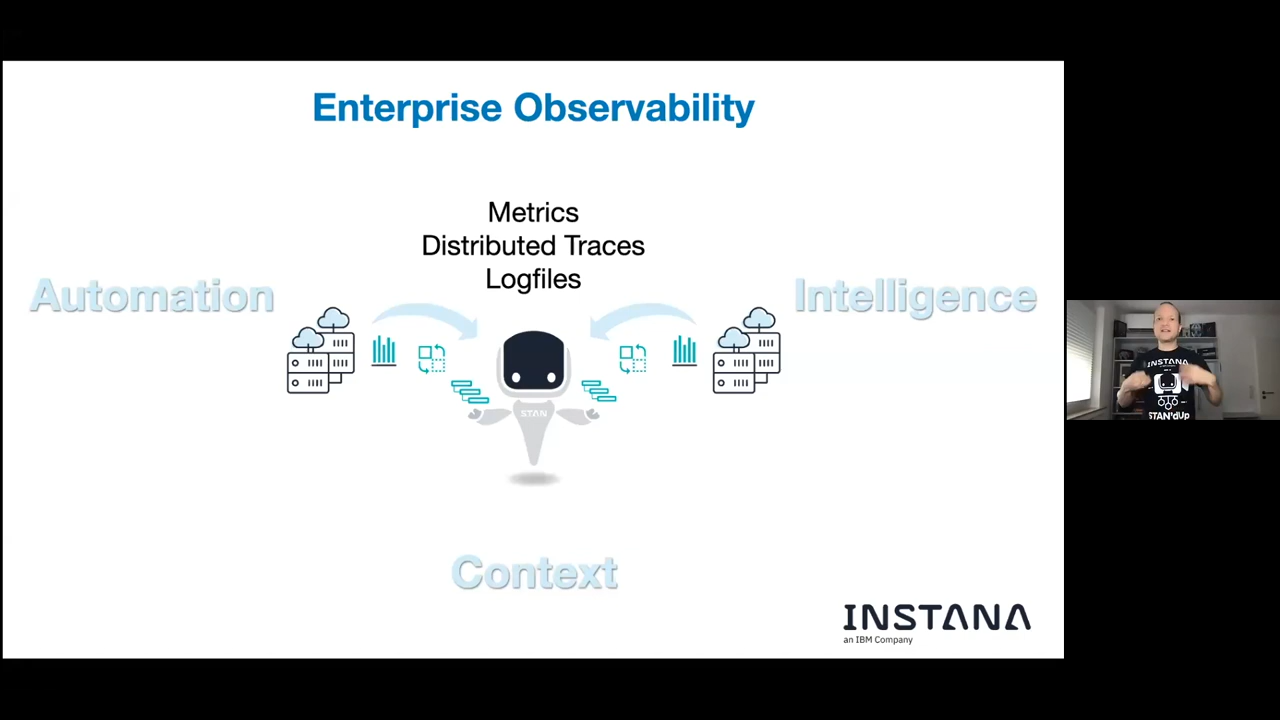 Enterprise Observability
Metrics
Distributed Traces
Logfiles
Automation
Intelligence
STAN
Context
INSTANA
an IBM Company
INSTANA
STAN'dUP